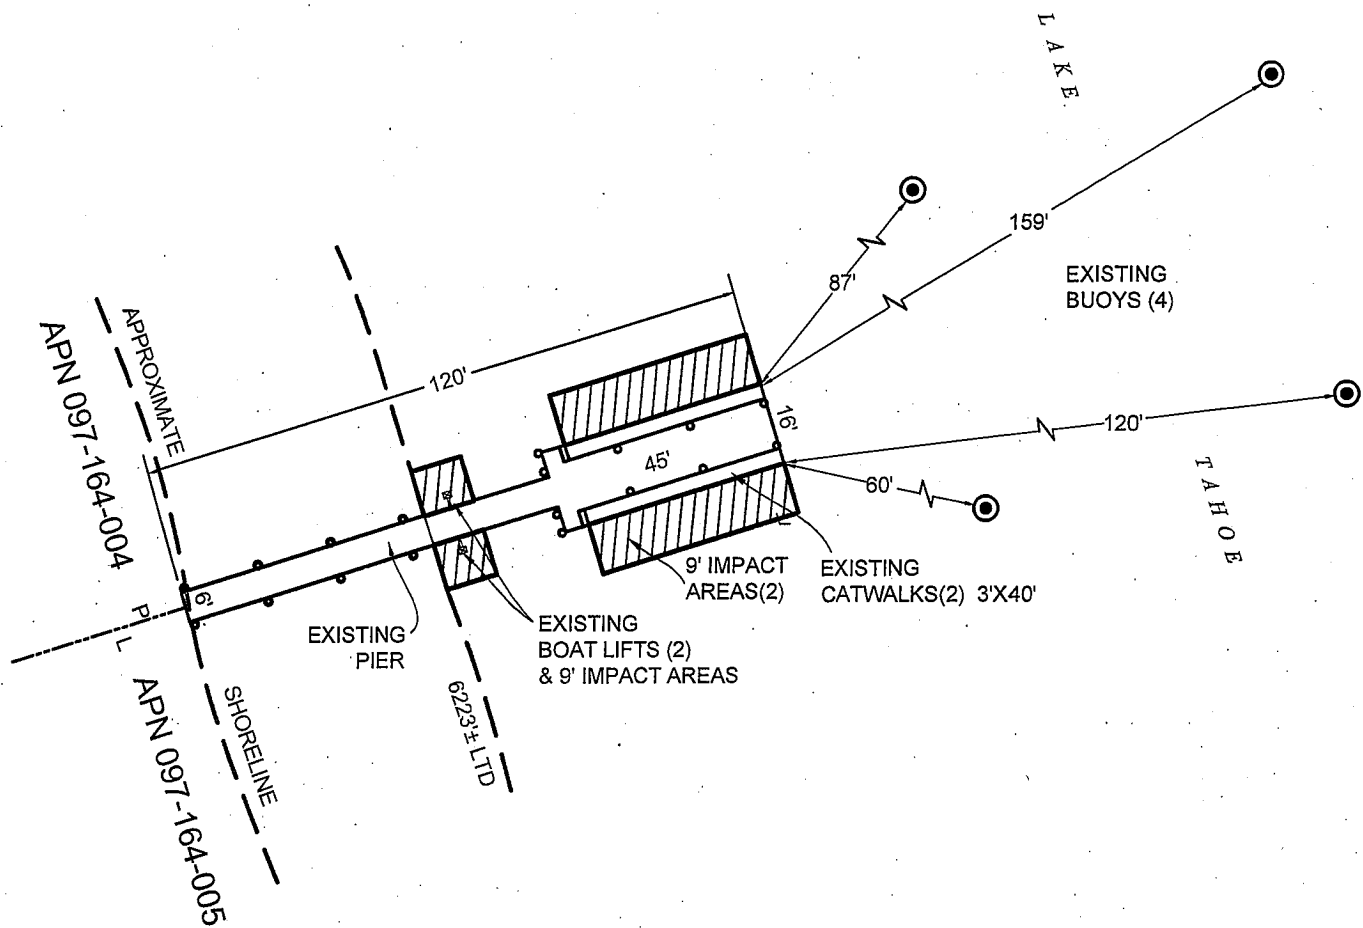 LAKE
159'
87'
EXISTING
BUOYS (4)
APPROXIMATE
APN 097-164-004
120'
16'
120'
45'
60'
TAHOE
9' IMPACT
AREAS(2)
EXISTING
CATWALKS(2) 3'X40'
6'
P
L
EXISTING
PIER
EXISTING
BOAT LIFTS (2)
& 9' IMPACT AREAS
SHORELINE
6223'± LTD
APN 097-164-005